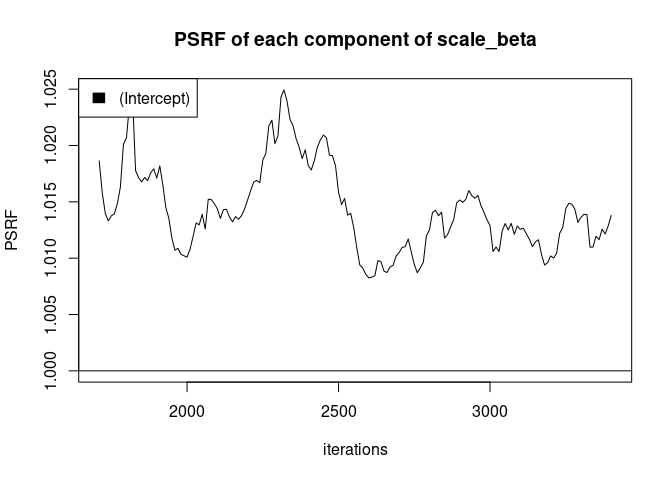 PSRF of each component of scale_beta
(Intercept)
PSRF
1.025
1.020
1.015
1.010
1.005
1.000
2000 2500 3000
iterations